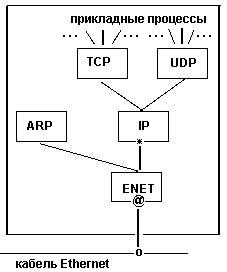 прикладные процессы
... ... ...
TCP UDP
ARP IP
*
ENET
@
o
кабель Ethernet